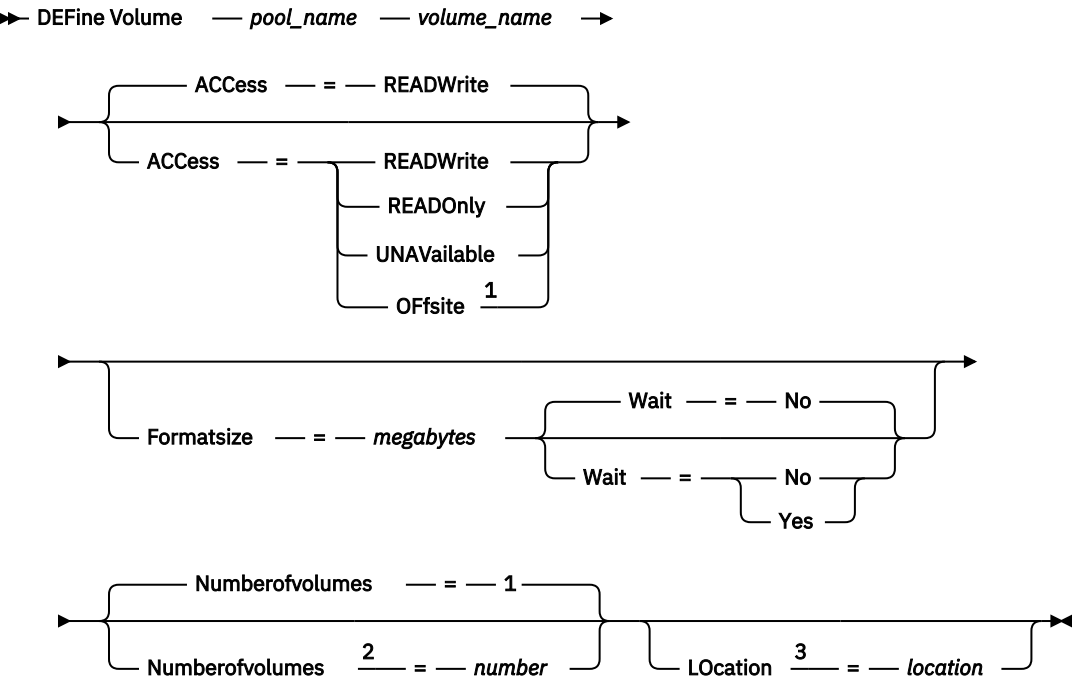 DEFine Volume pool_name volume_name
ACCess = READWrite
ACCess = READWrite
READOnly
UNAVailable
OFfsite 1
Wait = No
Formatsize = megabytes
Wait = No
Yes
Numberofvolumes = 1
Numberofvolumes 2 = number LOcation 3 = location